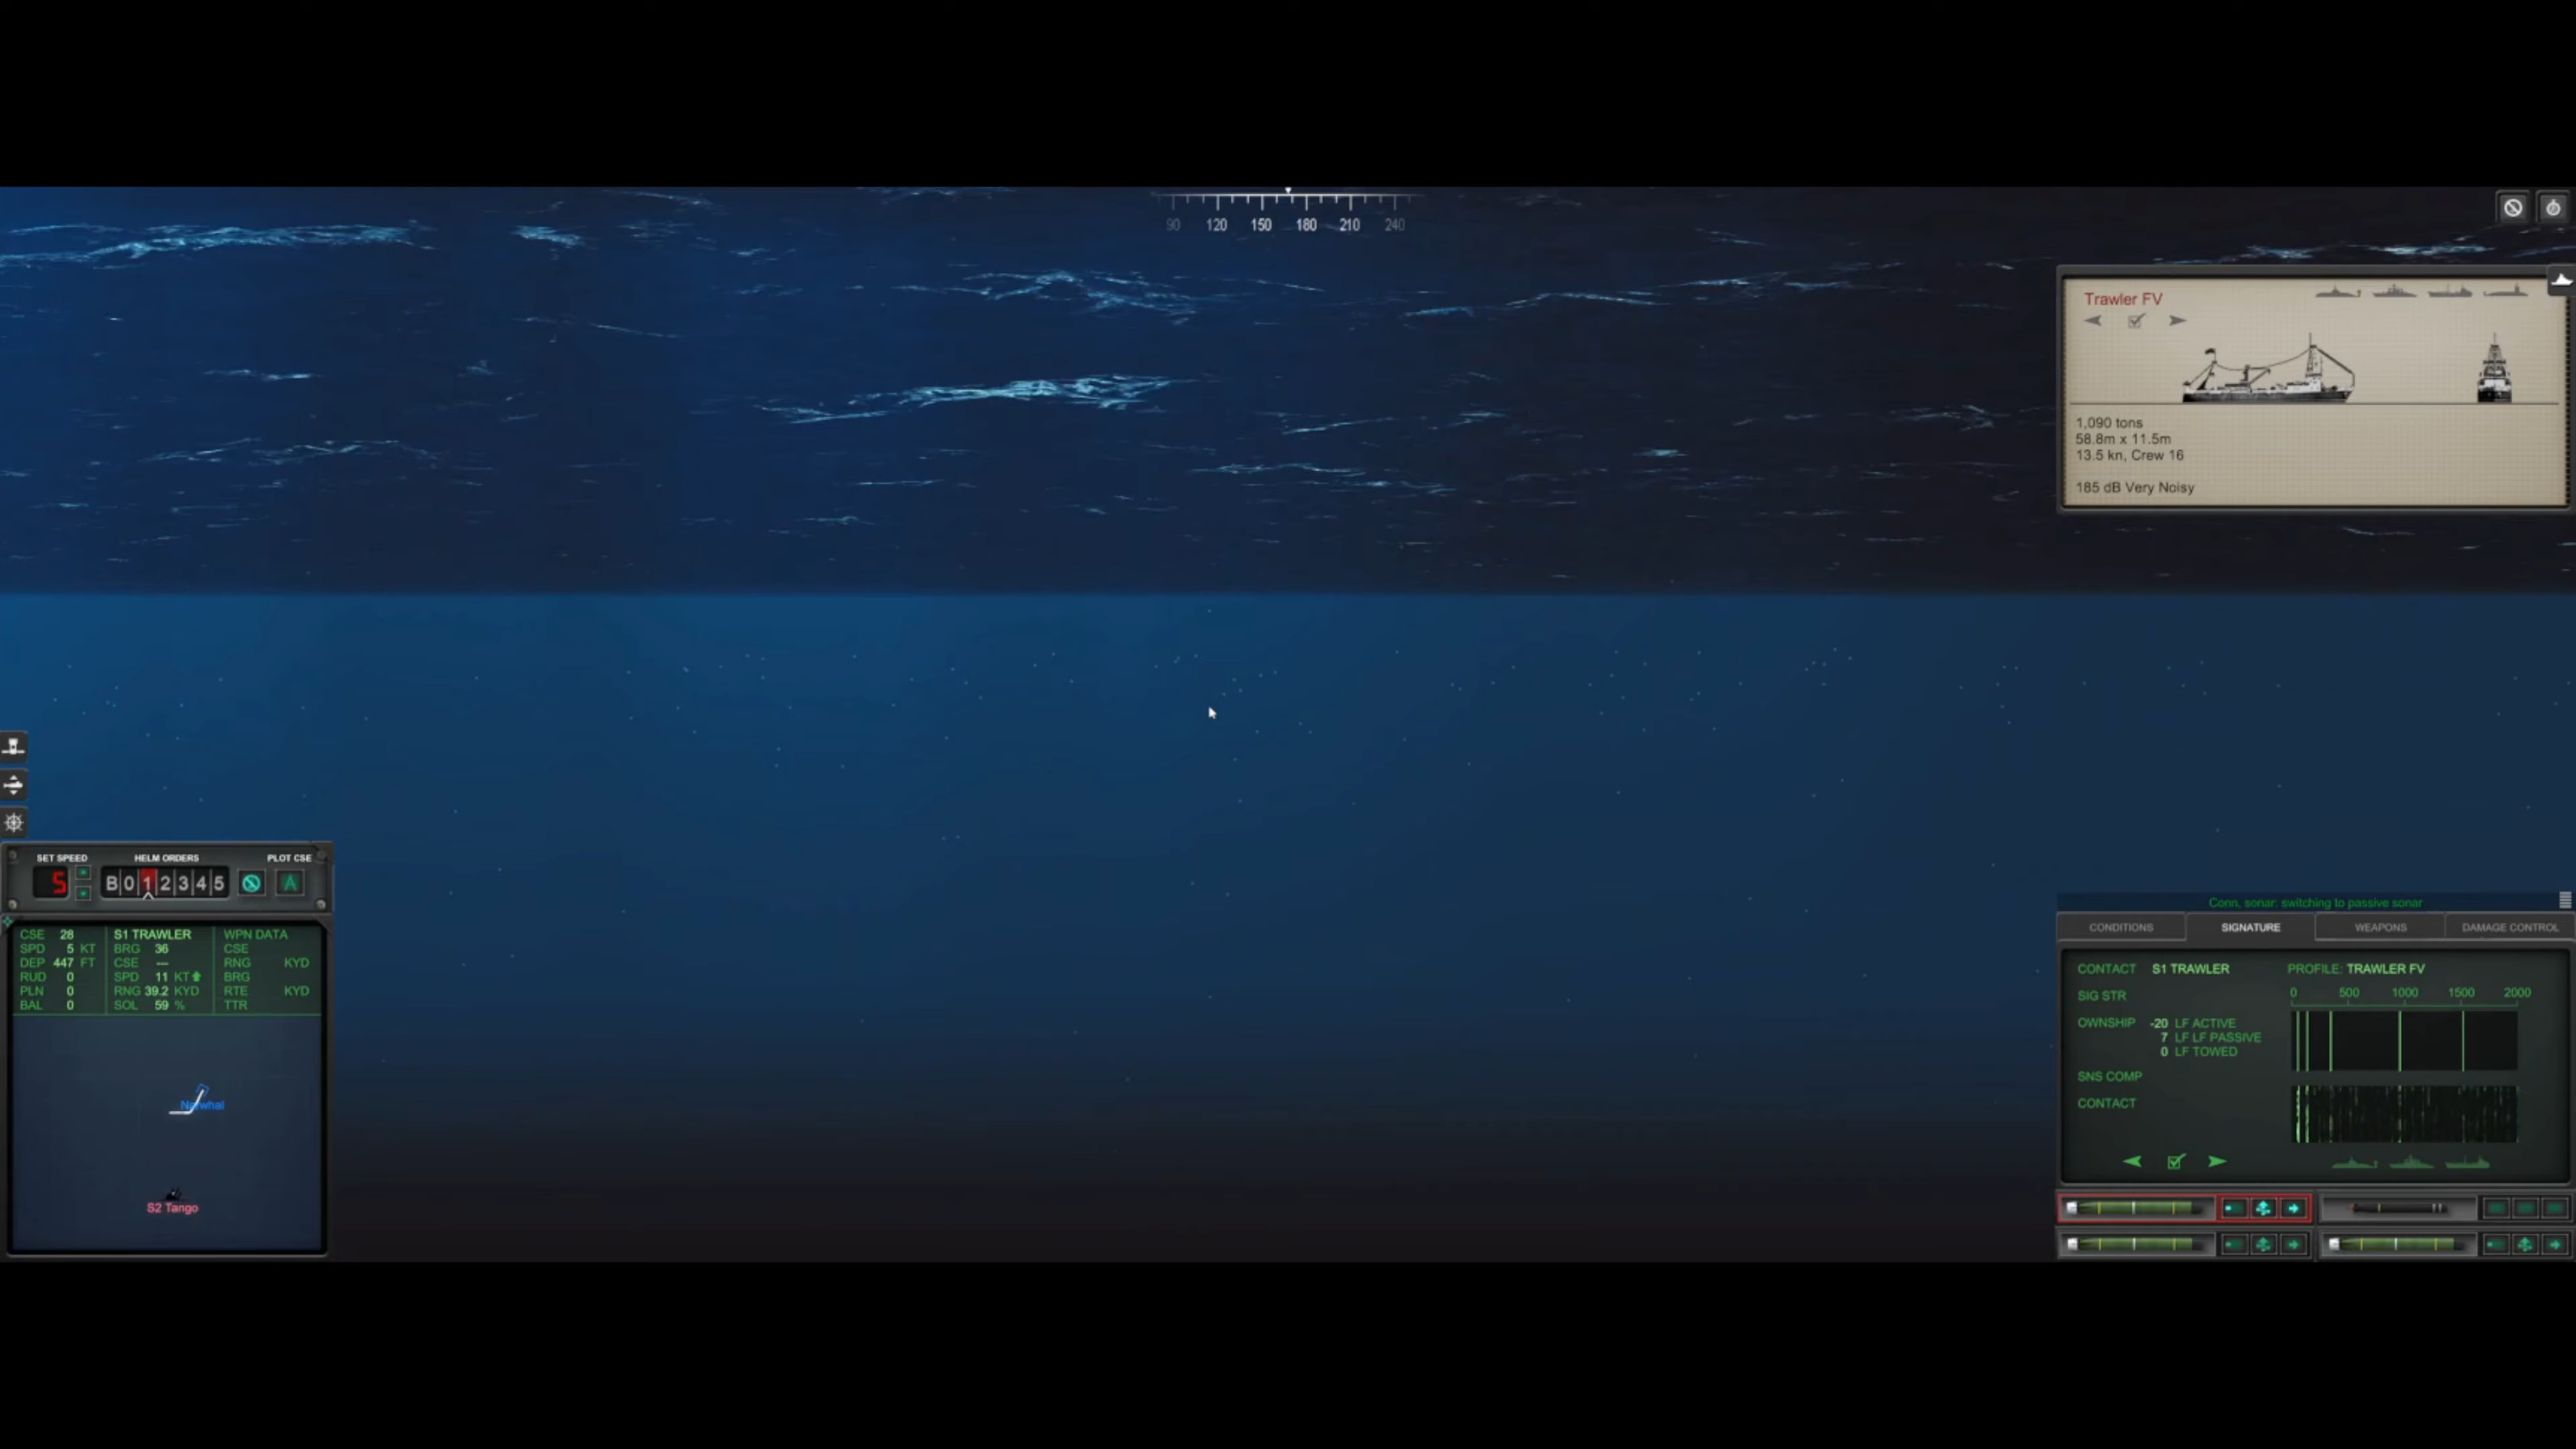 90 120 150 180 210 240
Trawler FV
1,090 tons
58.8m x 11.5m
13.5 kn, Crew 16
185 dB Very Noisy
SET SPEED HELM ORDERS PLOT CSE
5 B 0 1 2 3 4 5 A
CSE 28 S1 TRAWLER WPN DATA
SPD 5 KT BRG 36 CSE
DEP 447 FT CSE --- RNG KYD
RUD 0 SPD 11 KT BRG
PLN 0 RNG 39.2 KYD RTE KYD
BAL 0 SOL 59 % TTR
Narwhal
S2 Tango
Conn, sonar: switching to passive sonar
CONDITIONS SIGNATURE WEAPONS DAMAGE CONTROL
CONTACT S1 TRAWLER PROFILE: TRAWLER FV
SIG STR 0 500 1000 1500 2000
OWNSHIP -20 LF ACTIVE
7 LF LF PASSIVE
0 LF TOWED
SNS COMP
CONTACT